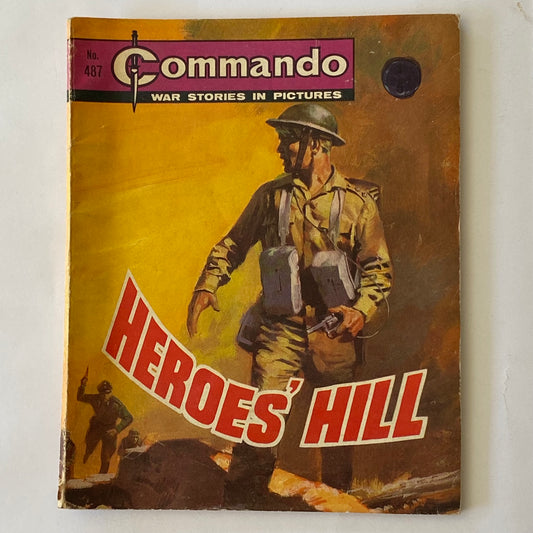 No.
487
Commando
WAR STORIES IN PICTURES
HEROES' HILL